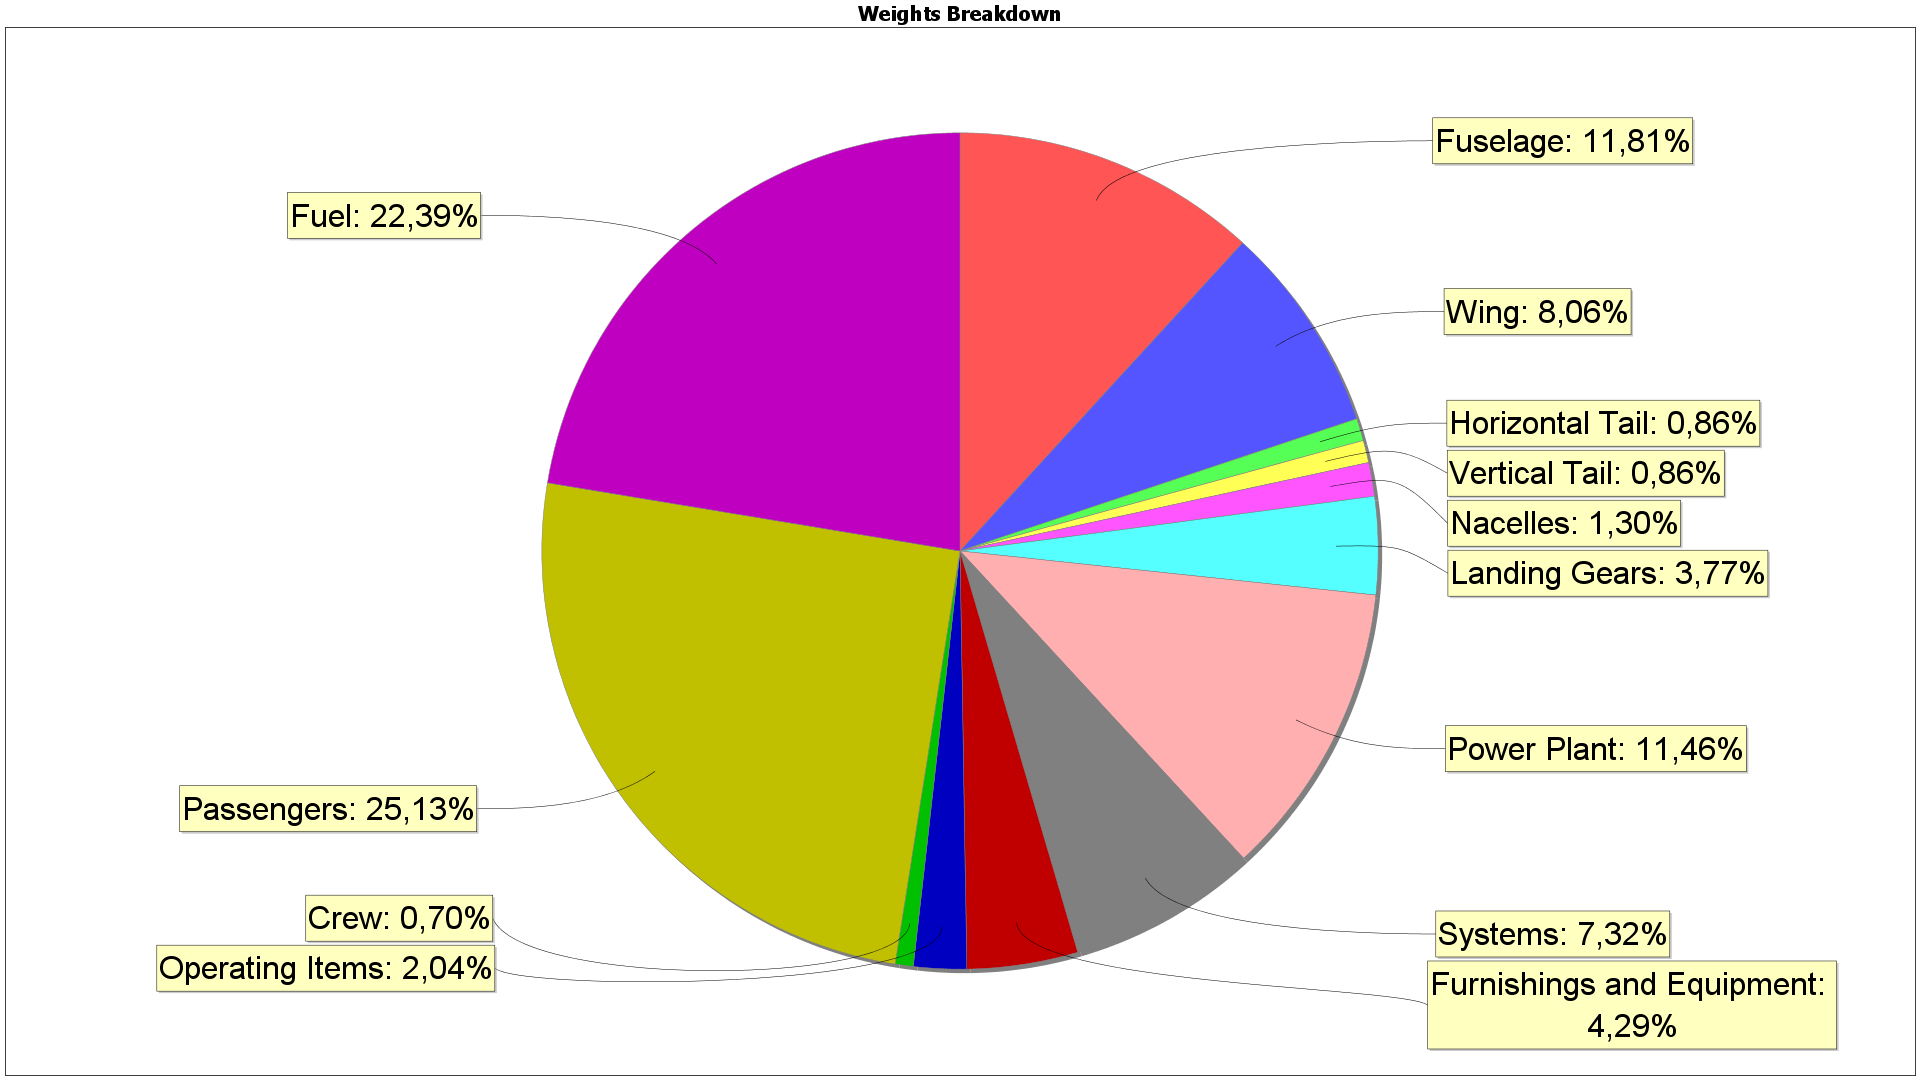 Weights Breakdown
Fuselage: 11,81%
Fuel: 22,39%
Wing: 8,06%
Horizontal Tail: 0,86%
Vertical Tail: 0,86%
Nacelles: 1,30%
Landing Gears: 3,77%
Power Plant: 11,46%
Passengers: 25,13%
Crew: 0,70%
Operating Items: 2,04%
Systems: 7,32%
Furnishings and Equipment:
4,29%